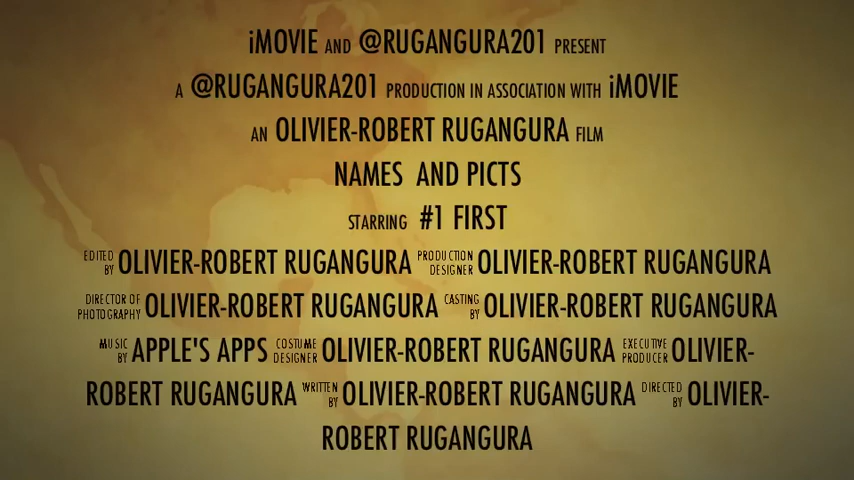 iMOVIE AND @RUGANGURA201 PRESENT
A @RUGANGURA201 PRODUCTION IN ASSOCIATION WITH iMOVIE
AN OLIVIER-ROBERT RUGANGURA FILM
NAMES AND PICTS
STARRING #1 FIRST
EDITED BY OLIVIER-ROBERT RUGANGURA PRODUCTION DESIGNER OLIVIER-ROBERT RUGANGURA
DIRECTOR OF PHOTOGRAPHY OLIVIER-ROBERT RUGANGURA CASTING BY OLIVIER-ROBERT RUGANGURA
MUSIC BY APPLE'S APPS COSTUME DESIGNER OLIVIER-ROBERT RUGANGURA EXECUTIVE PRODUCER OLIVIER-
ROBERT RUGANGURA WRITTEN BY OLIVIER-ROBERT RUGANGURA DIRECTED BY OLIVIER-
ROBERT RUGANGURA